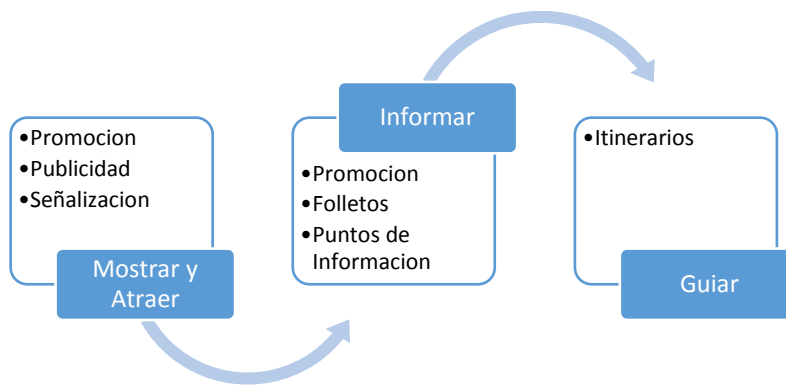 •Promocion
•Publicidad
•Señalizacion
Mostrar y
Atraer
Informar
•Promocion
•Folletos
•Puntos de
Informacion
•Itinerarios
Guiar